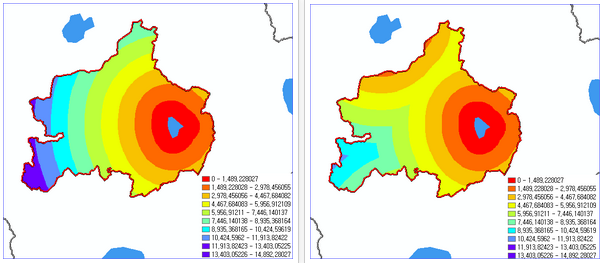 0 - 1,489,228027
1,489,228028 - 2,978,456055
2,978,456056 - 4,467,684082
4,467,684083 - 5,956,912109
5,956,91211 - 7,446,140137
7,446,140138 - 8,935,368164
8,935,368165 - 10,424,59619
10,424,5962 - 11,913,82422
11,913,82423 - 13,403,05225
13,403,05226 - 14,892,28027
0 - 1,489,228027
1,489,228028 - 2,978,456055
2,978,456056 - 4,467,684082
4,467,684083 - 5,956,912109
5,956,91211 - 7,446,140137
7,446,140138 - 8,935,368164
8,935,368165 - 10,424,59619
10,424,5962 - 11,913,82422
11,913,82423 - 13,403,05225
13,403,05226 - 14,892,28027